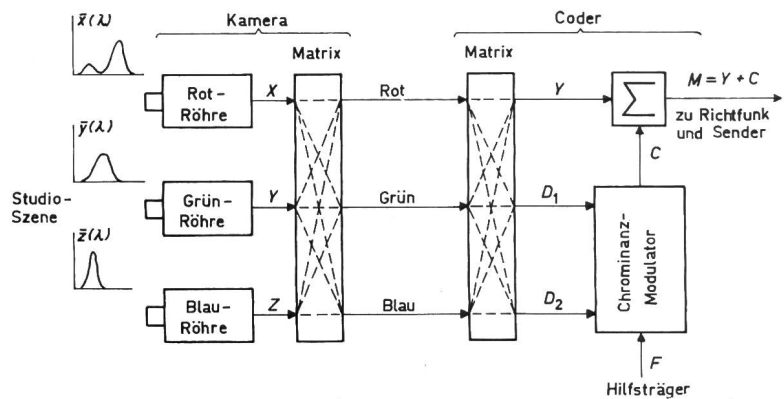 x̄(λ)
Kamera
Coder
Matrix
Matrix
Rot-
Röhre
X
Rot
Y
Σ
M = Y + C
zu Richtfunk
und Sender
ȳ(λ)
C
Studio-
Szene
Grün-
Röhre
Y
Grün
D₁
z̄(λ)
Chrominanz-
Modulator
Blau-
Röhre
Z
Blau
D₂
F
Hilfsträger